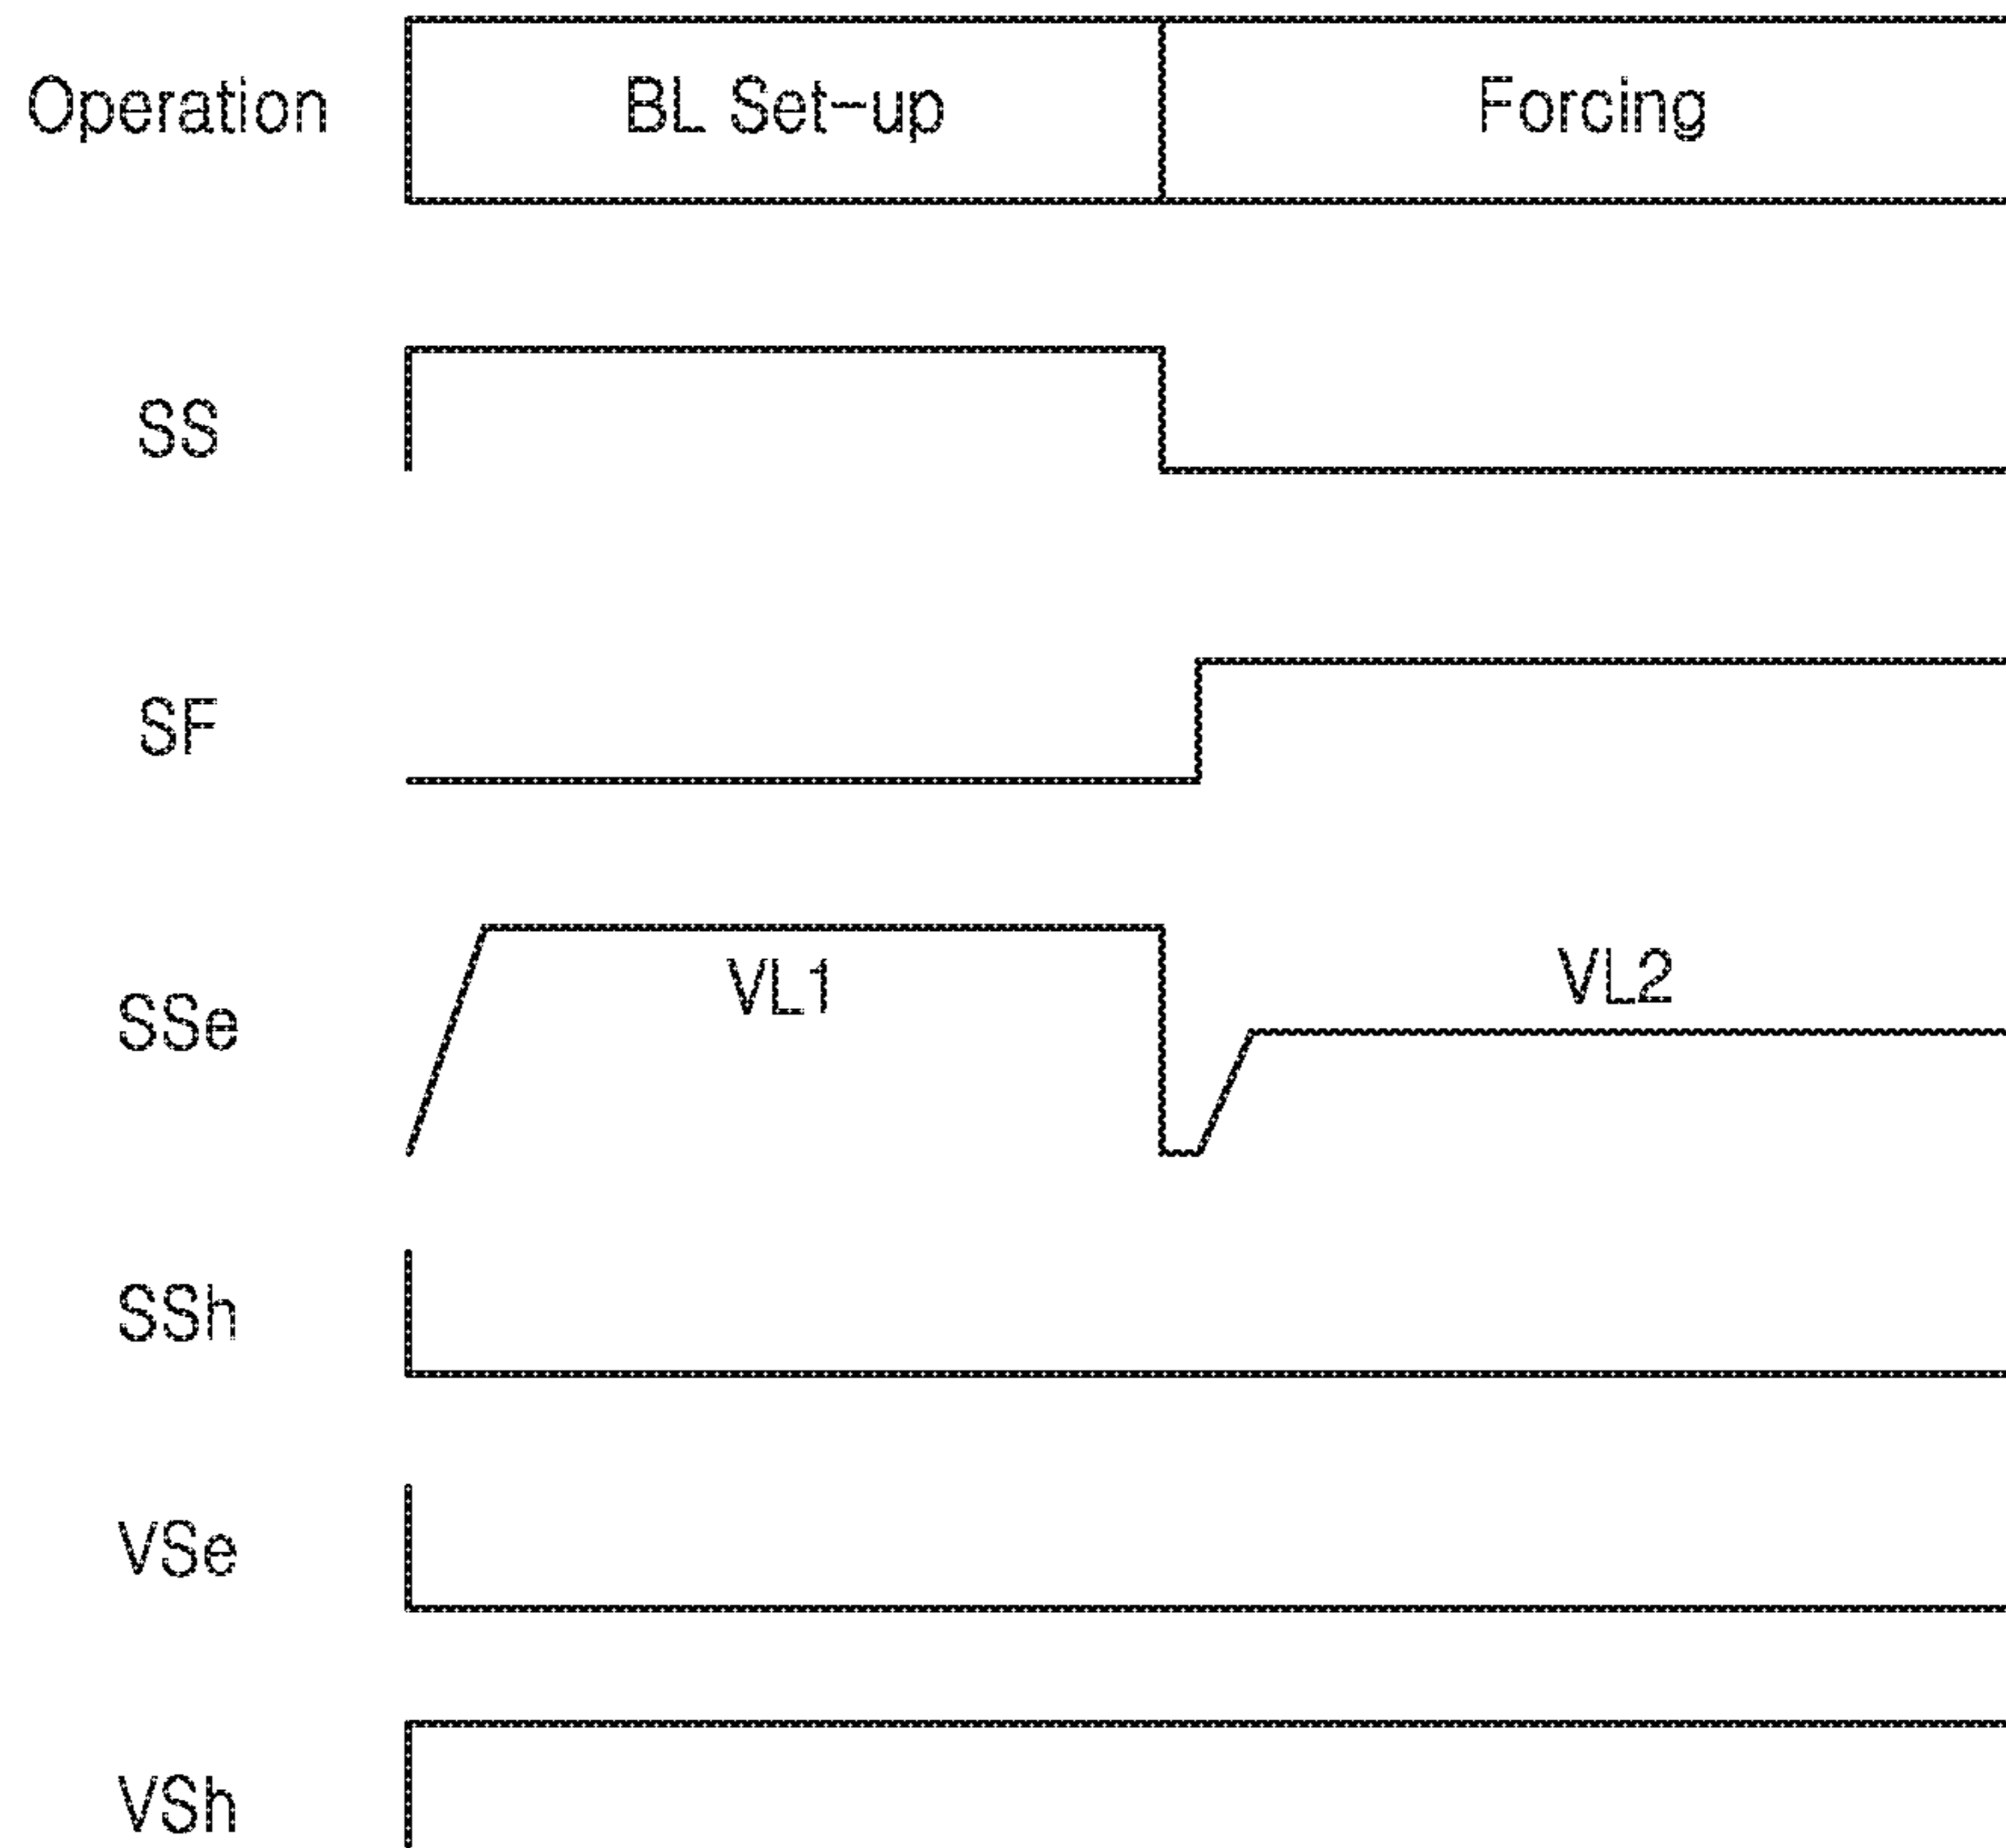 Operation BL Set-up Forcing
SS
SF
SSe VL1 VL2
SSh
VSe
VSh